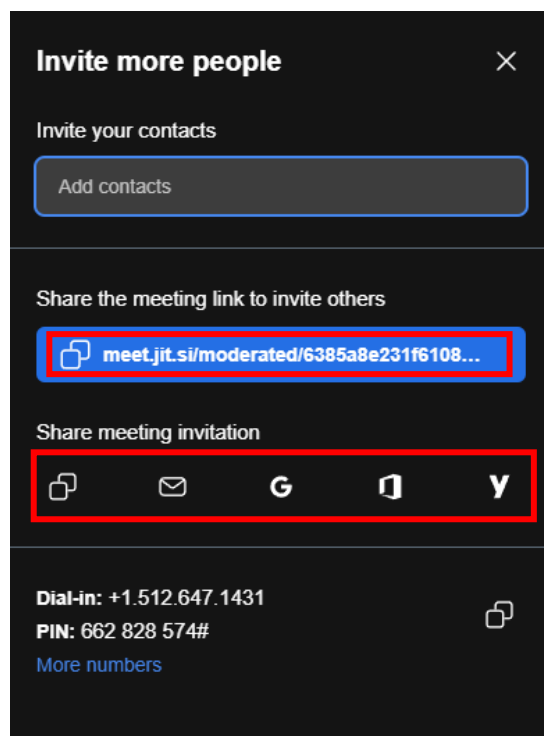 Invite more people
Invite your contacts
Add contacts
Share the meeting link to invite others
meet.jit.si/moderated/6385a8e231f6108...
Share meeting invitation
Dial-in: +1.512.647.1431
PIN: 662 828 574#
More numbers